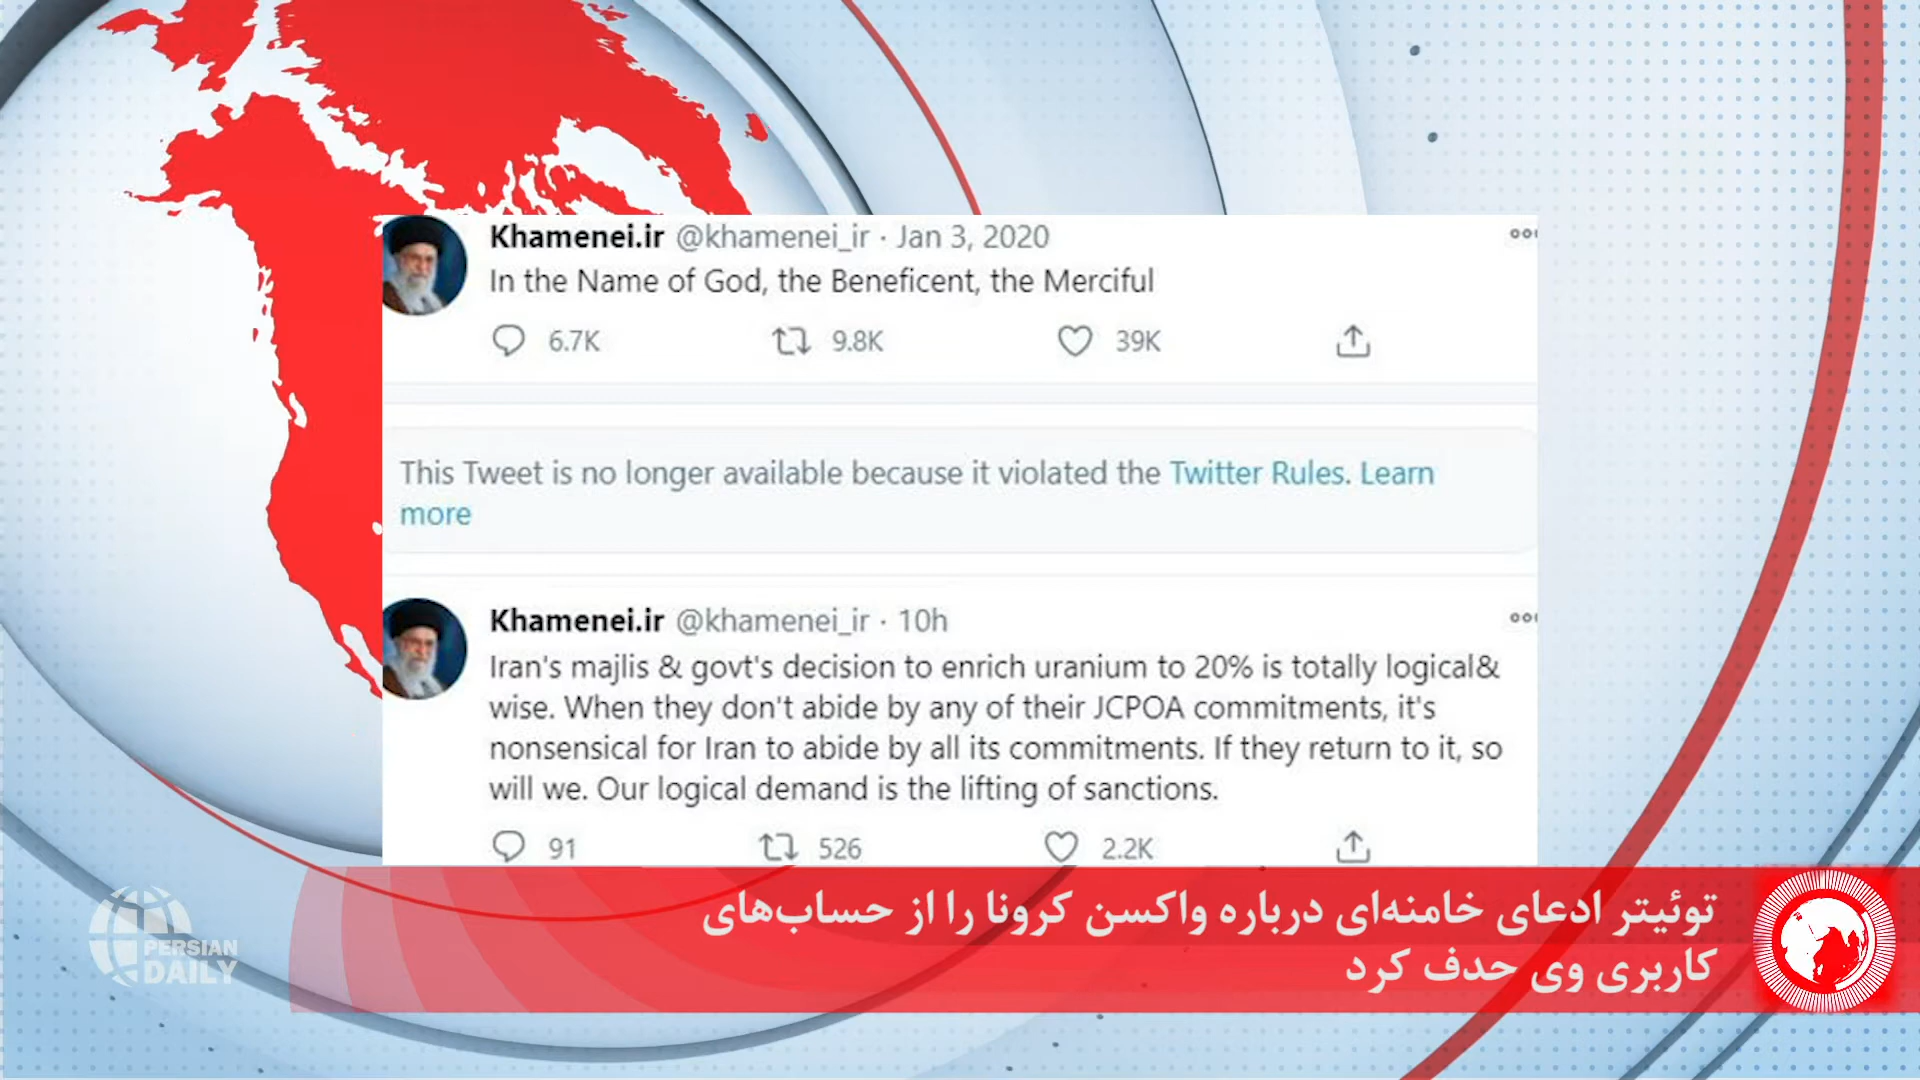 Khamenei.ir @khamenei_ir · Jan 3, 2020
In the Name of God, the Beneficent, the Merciful
6.7K 9.8K 39K
This Tweet is no longer available because it violated the Twitter Rules. Learn
more
Khamenei.ir @khamenei_ir · 10h
Iran's majlis & govt's decision to enrich uranium to 20% is totally logical&
wise. When they don't abide by any of their JCPOA commitments, it's
nonsensical for Iran to abide by all its commitments. If they return to it, so
will we. Our logical demand is the lifting of sanctions.
91 526 2.2K
توئیتر ادعای خامنه‌ای درباره واکسن کرونا را از حساب‌های
کاربری وی حذف کرد
PERSIAN
DAILY